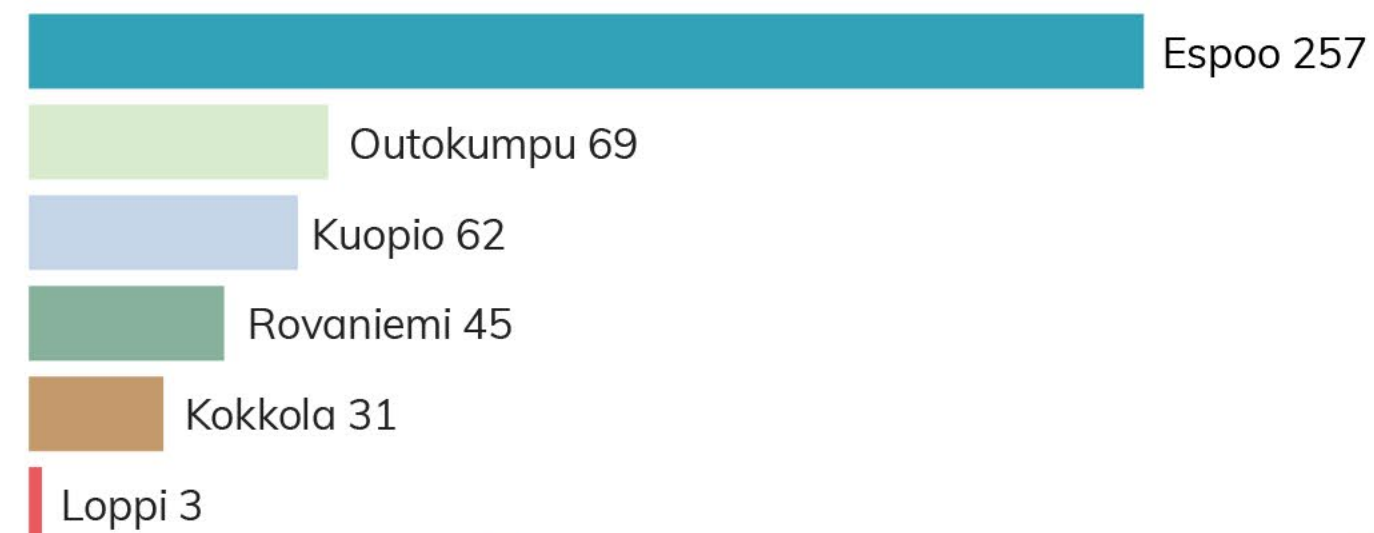 Espoo 257
Outokumpu 69
Kuopio 62
Rovaniemi 45
Kokkola 31
Loppi 3